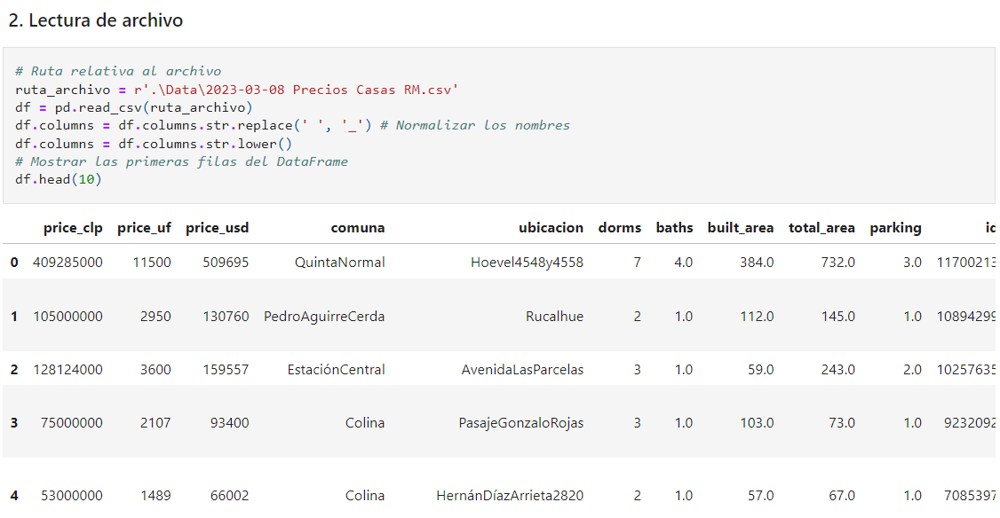 2. Lectura de archivo
# Ruta relativa al archivo
ruta_archivo = r'.\Data\2023-03-08 Precios Casas RM.csv'
df = pd.read_csv(ruta_archivo)
df.columns = df.columns.str.replace(' ', '_') # Normalizar los nombres
df.columns = df.columns.str.lower()
# Mostrar las primeras filas del DataFrame
df.head(10)
price_clp price_uf price_usd comuna ubicacion dorms baths built_area total_area parking id
0 409285000 11500 509695 QuintaNormal Hoevel4548y4558 7 4.0 384.0 732.0 3.0 11700213
1 105000000 2950 130760 PedroAguirreCerda Rucalhue 2 1.0 112.0 145.0 1.0 10894299
2 128124000 3600 159557 EstaciónCentral AvenidaLasParcelas 3 1.0 59.0 243.0 2.0 10257635
3 75000000 2107 93400 Colina PasajeGonzaloRojas 3 1.0 103.0 73.0 1.0 9232092
4 53000000 1489 66002 Colina HernánDíazArrieta2820 2 1.0 57.0 67.0 1.0 7085397